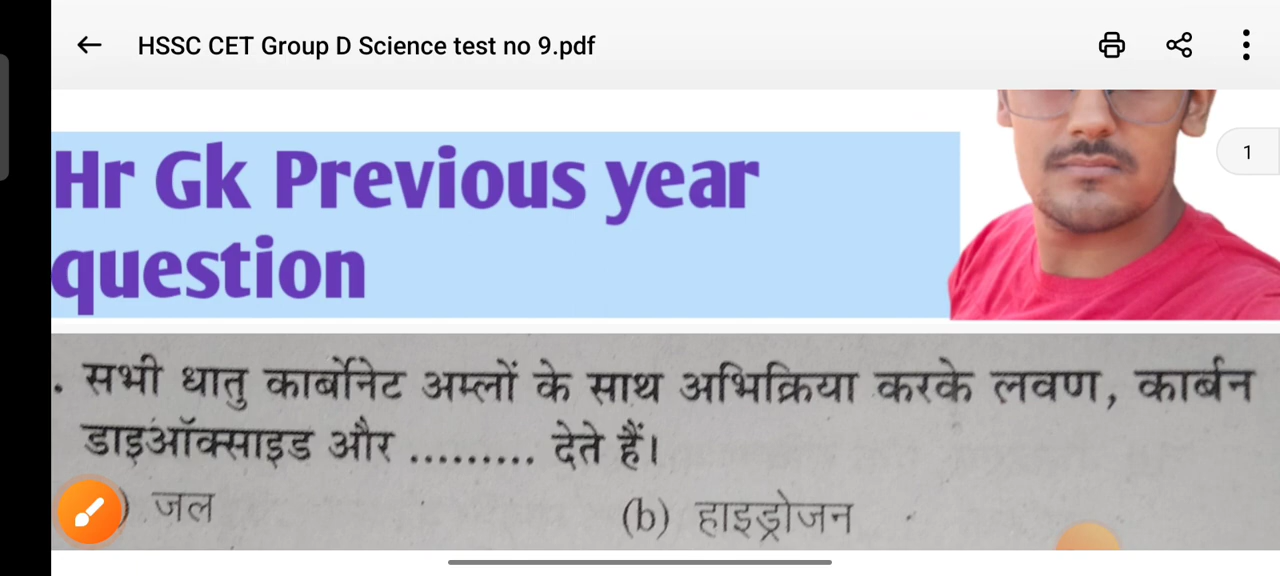 HSSC CET Group D Science test no 9.pdf
Hr Gk Previous year
question
1
. सभी धातु कार्बोनेट अम्लों के साथ अभिक्रिया करके लवण, कार्बन
डाइऑक्साइड और ......... देते हैं।
) जल (b) हाइड्रोजन